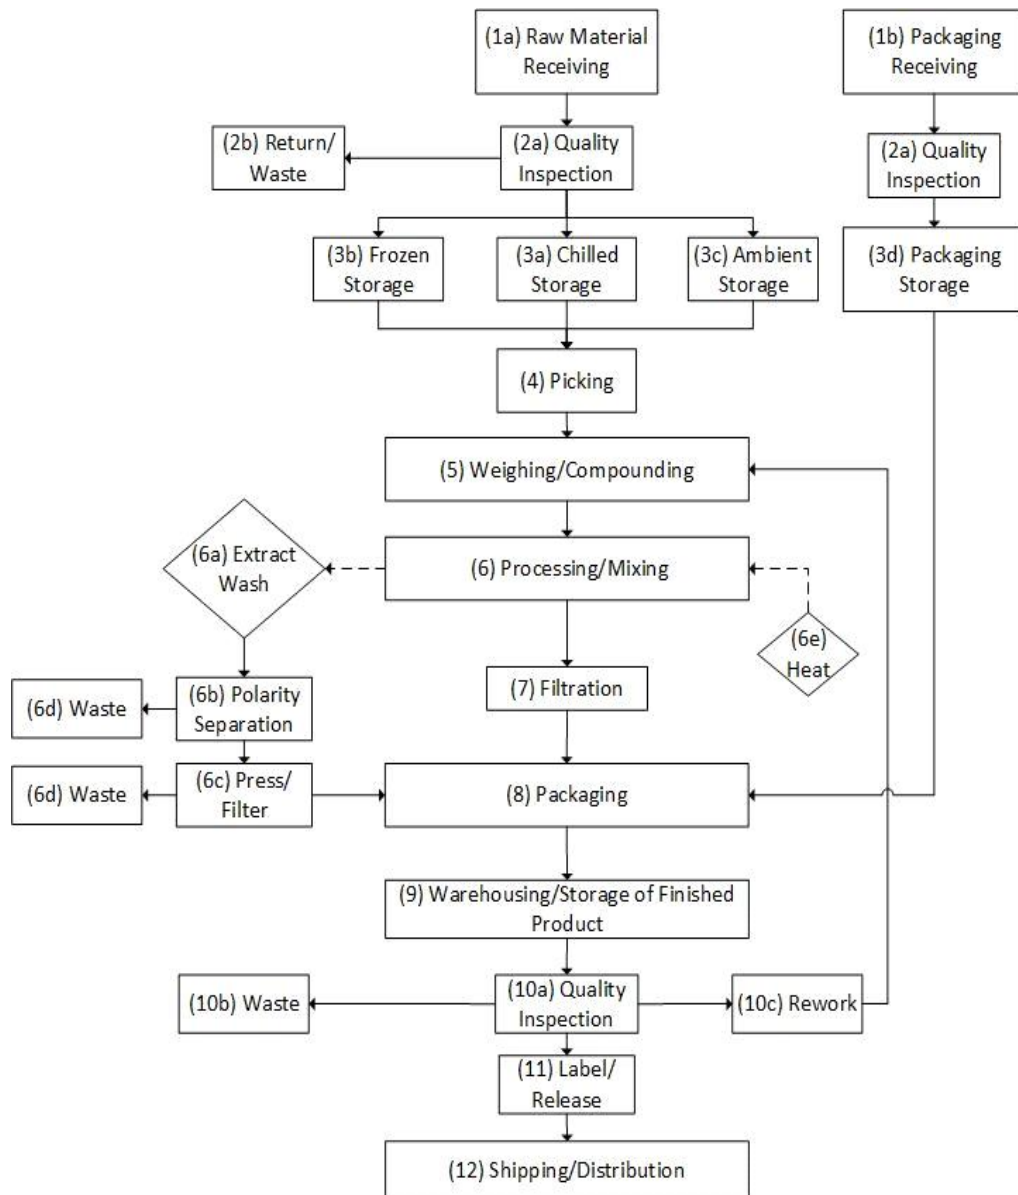 (1a) Raw Material
Receiving
(1b) Packaging
Receiving
(2b) Return/
Waste
(2a) Quality
Inspection
(2a) Quality
Inspection
(3b) Frozen
Storage
(3a) Chilled
Storage
(3c) Ambient
Storage
(3d) Packaging
Storage
(4) Picking
(5) Weighing/Compounding
(6a) Extract
Wash
(6) Processing/Mixing
(6e)
Heat
(6d) Waste
(6b) Polarity
Separation
(7) Filtration
(6d) Waste
(6c) Press/
Filter
(8) Packaging
(9) Warehousing/Storage of Finished
Product
(10b) Waste
(10a) Quality
Inspection
(10c) Rework
(11) Label/
Release
(12) Shipping/Distribution